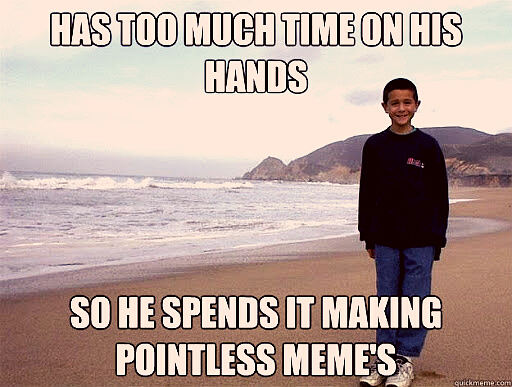 HAS TOO MUCH TIME ON HIS
HANDS
SO HE SPENDS IT MAKING
POINTLESS MEME'S
quickmeme.com